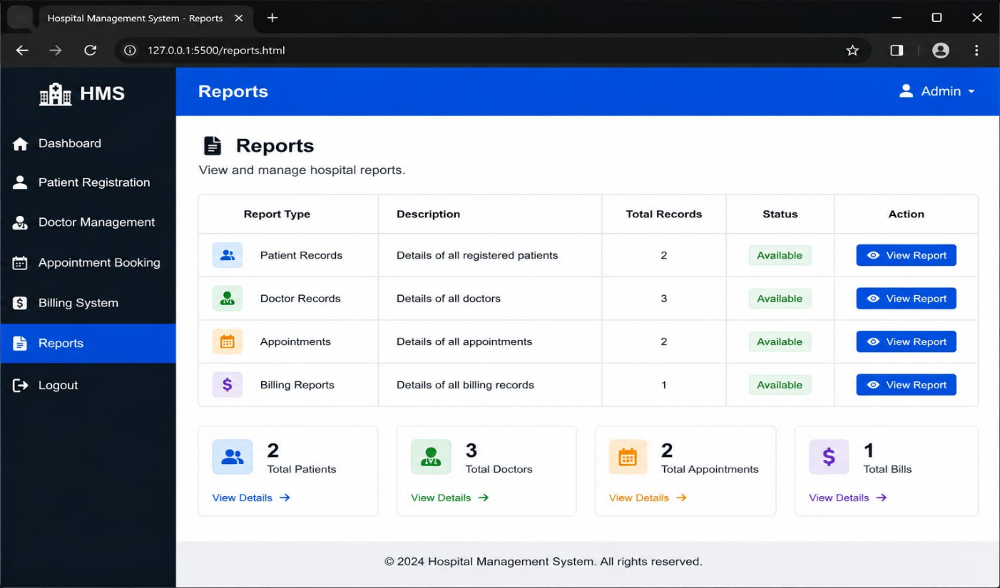 Hospital Management System - Reports
127.0.0.1:5500/reports.html
HMS
Reports
Admin
Dashboard
Patient Registration
Doctor Management
Appointment Booking
Billing System
Reports
Logout
Reports
View and manage hospital reports.
Report Type Description Total Records Status Action
Patient Records Details of all registered patients 2 Available View Report
Doctor Records Details of all doctors 3 Available View Report
Appointments Details of all appointments 2 Available View Report
$ Billing Reports Details of all billing records 1 Available View Report
2
Total Patients
View Details →
3
Total Doctors
View Details →
2
Total Appointments
View Details →
$ 1
Total Bills
View Details →
© 2024 Hospital Management System. All rights reserved.